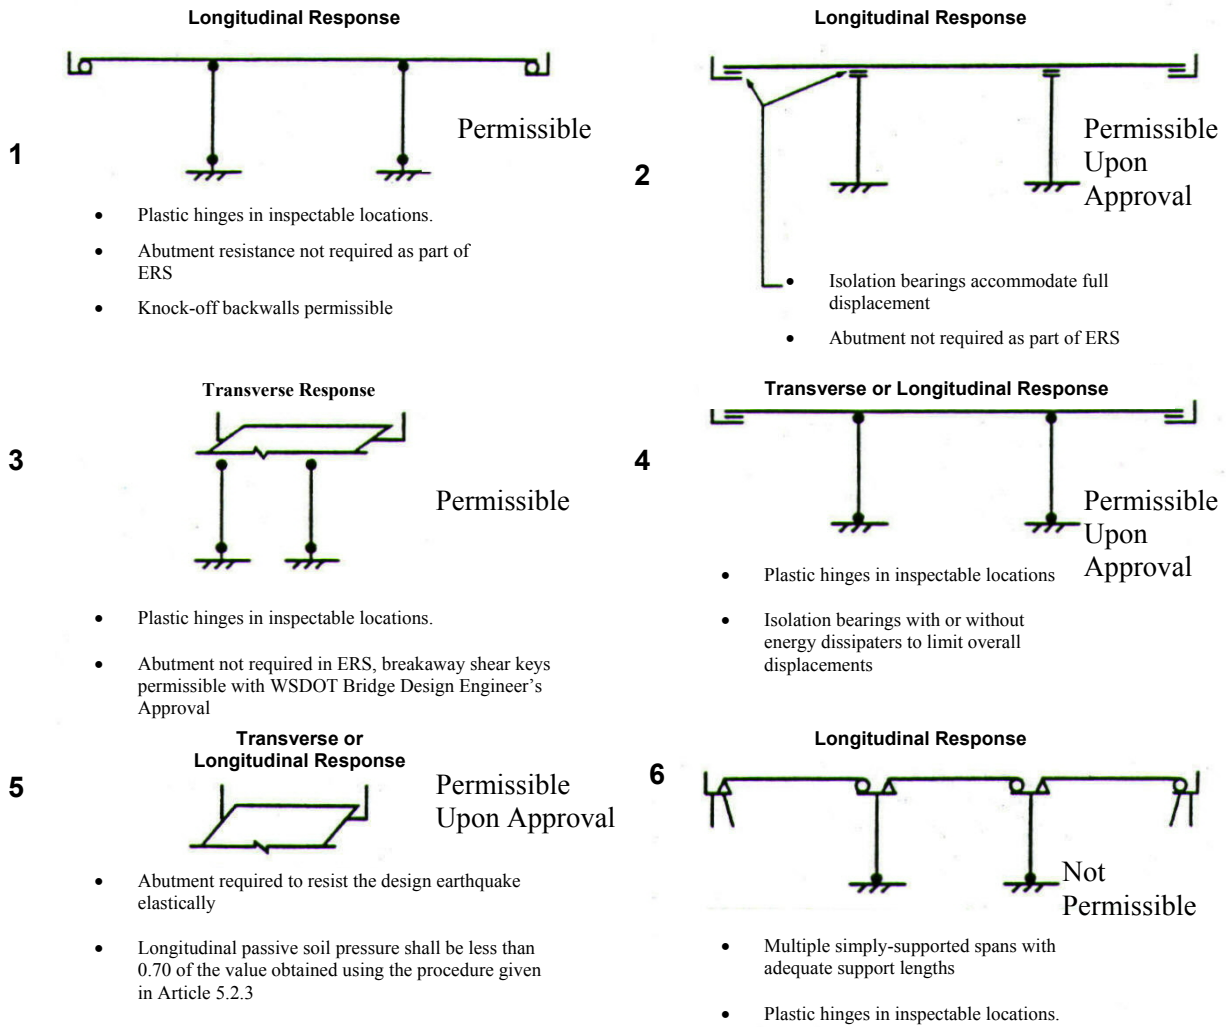 Longitudinal Response
Permissible
1
• Plastic hinges in inspectable locations.
• Abutment resistance not required as part of
ERS
• Knock-off backwalls permissible
Longitudinal Response
Permissible
Upon
Approval
2
• Isolation bearings accommodate full
displacement
• Abutment not required as part of ERS
Transverse Response
3
Permissible
• Plastic hinges in inspectable locations.
• Abutment not required in ERS, breakaway shear keys
permissible with WSDOT Bridge Design Engineer’s
Approval
Transverse or Longitudinal Response
4
Permissible
Upon
Approval
• Plastic hinges in inspectable locations
• Isolation bearings with or without
energy dissipaters to limit overall
displacements
Transverse or
Longitudinal Response
5
Permissible
Upon Approval
• Abutment required to resist the design earthquake
elastically
• Longitudinal passive soil pressure shall be less than
0.70 of the value obtained using the procedure given
in Article 5.2.3
Longitudinal Response
6
Not
Permissible
• Multiple simply-supported spans with
adequate support lengths
• Plastic hinges in inspectable locations.